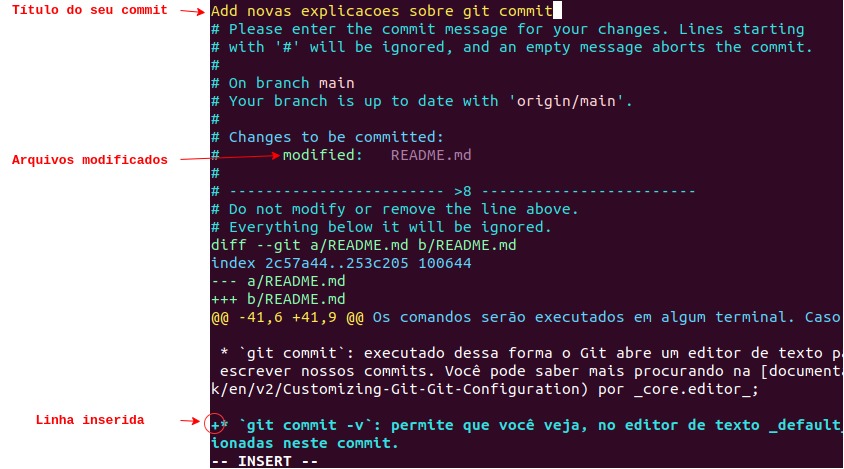 Título do seu commit
Add novas explicacoes sobre git commit
# Please enter the commit message for your changes. Lines starting
# with '#' will be ignored, and an empty message aborts the commit.
#
# On branch main
# Your branch is up to date with 'origin/main'.
#
# Changes to be committed:
Arquivos modificados
#       modified:   README.md
#
# ------------------------ >8 ------------------------
# Do not modify or remove the line above.
# Everything below it will be ignored.
diff --git a/README.md b/README.md
index 2c57a44..253c205 100644
--- a/README.md
+++ b/README.md
@@ -41,6 +41,9 @@ Os comandos serão executados em algum terminal. Caso
 * `git commit`: executado dessa forma o Git abre um editor de texto pa
 escrever nossos commits. Você pode saber mais procurando na [documenta
k/en/v2/Customizing-Git-Git-Configuration) por _core.editor_;
Linha inserida
+* `git commit -v`: permite que você veja, no editor de texto _default_
ionadas neste commit.
-- INSERT --